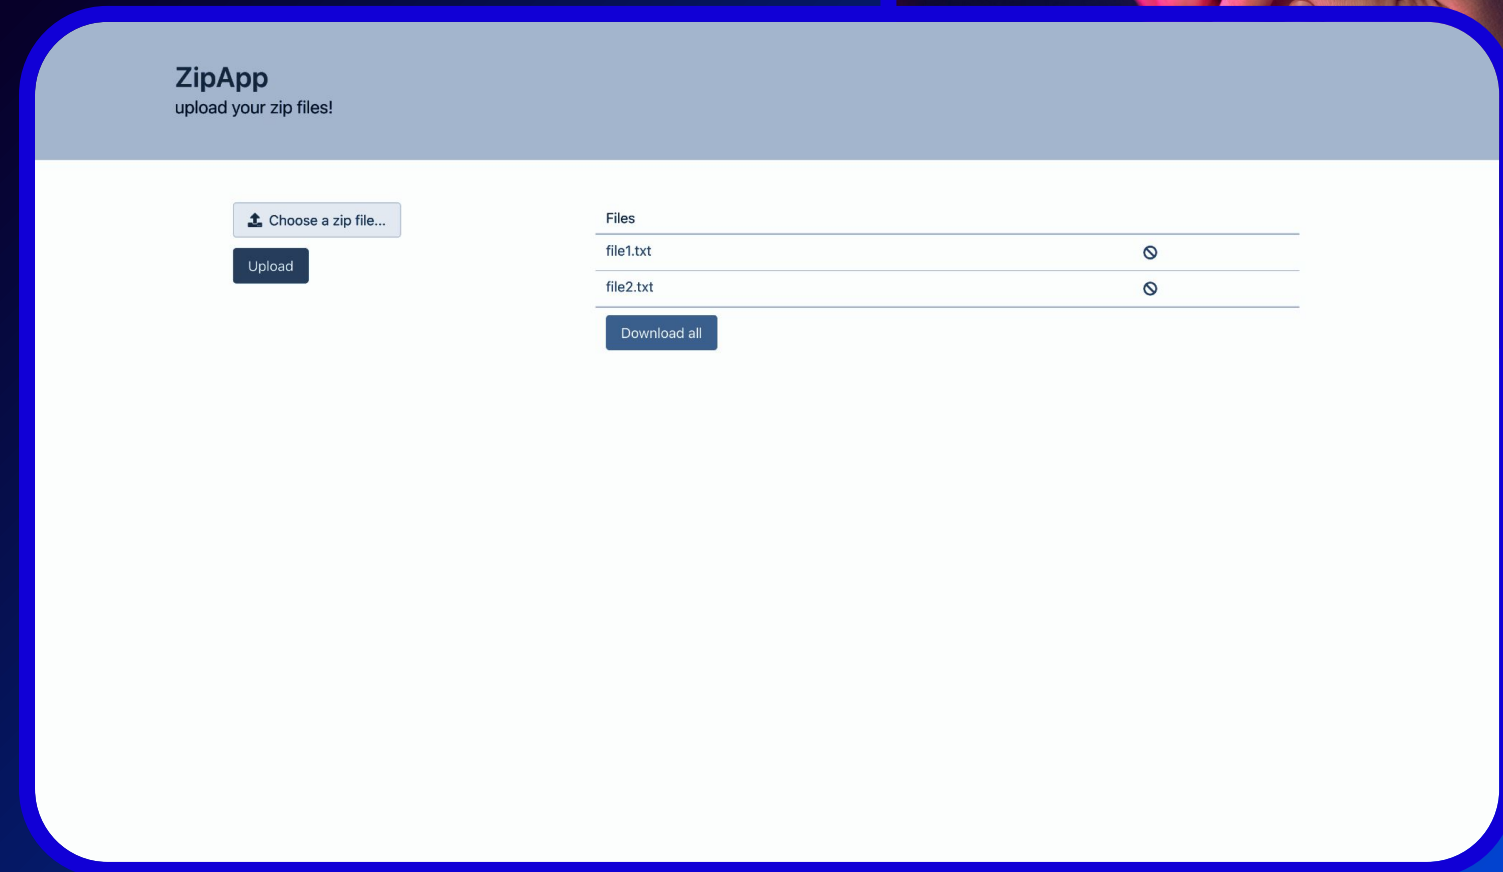 ZipApp
upload your zip files!
Choose a zip file...
Upload
Files
file1.txt
file2.txt
Download all